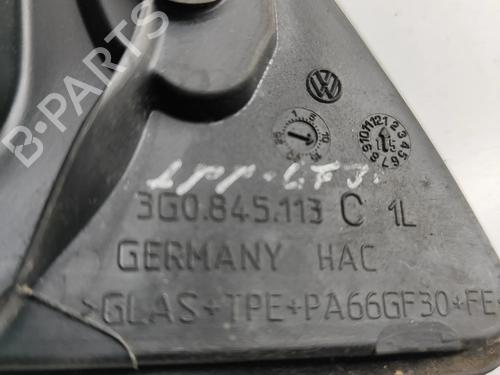 B-PARTS
3G0.845.113 C 1L
GERMANY HAC
>GLAS+TPE+PA66GF30+FE